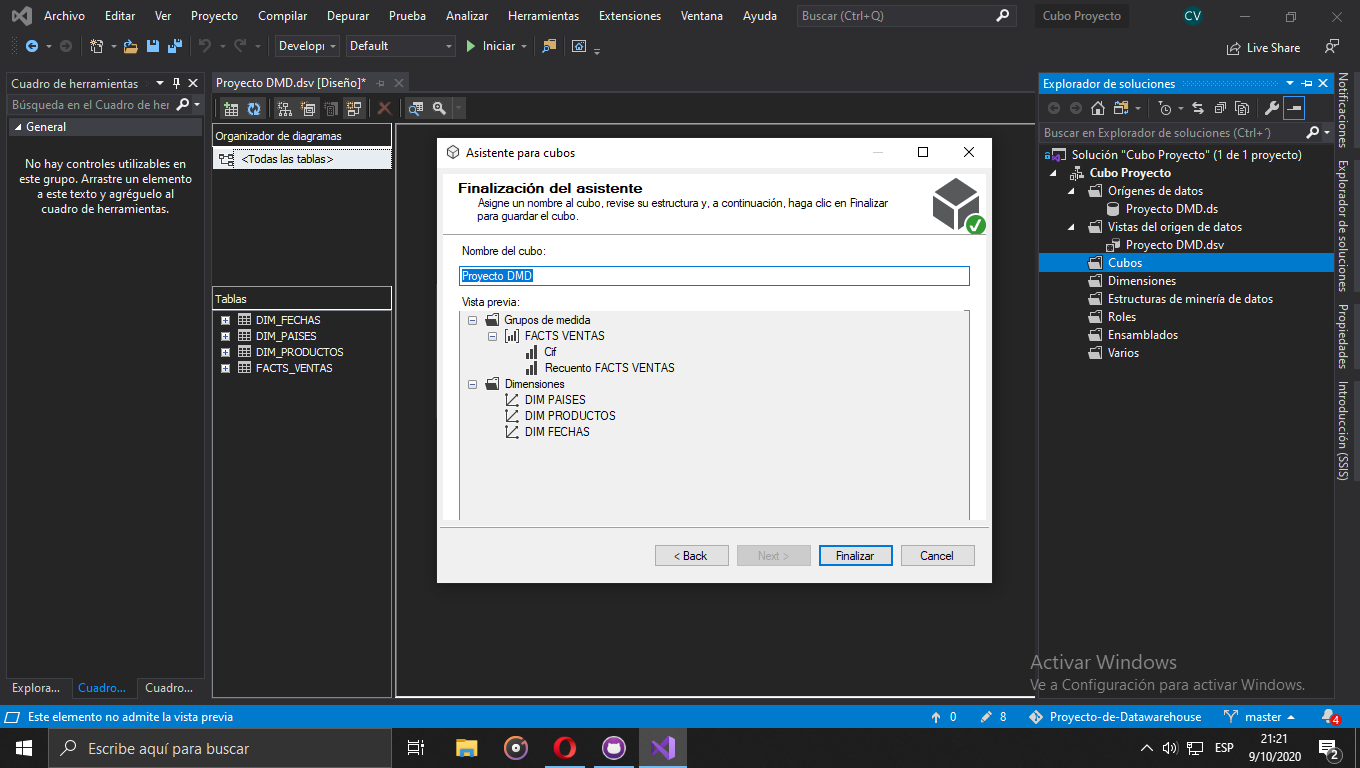 Archivo Editar Ver Proyecto Compilar Depurar Prueba Analizar Herramientas Extensiones Ventana Ayuda Buscar (Ctrl+Q) Cubo Proyecto CV
Developi Default Iniciar Live Share
Cuadro de herramientas
Búsqueda en el Cuadro de her
General
No hay controles utilizables en
este grupo. Arrastre un elemento
a este texto y agréguelo al
cuadro de herramientas.
Explora... Cuadro... Cuadro...
Proyecto DMD.dsv [Diseño]*
Organizador de diagramas
<Todas las tablas>
Tablas
DIM_FECHAS
DIM_PAISES
DIM_PRODUCTOS
FACTS_VENTAS
Asistente para cubos
Finalización del asistente
Asigne un nombre al cubo, revise su estructura y, a continuación, haga clic en Finalizar
para guardar el cubo.
Nombre del cubo:
Proyecto DMD
Vista previa:
Grupos de medida
FACTS VENTAS
Cif
Recuento FACTS VENTAS
Dimensiones
DIM PAISES
DIM PRODUCTOS
DIM FECHAS
< Back Next > Finalizar Cancel
Explorador de soluciones
Buscar en Explorador de soluciones (Ctrl+´)
Solución "Cubo Proyecto" (1 de 1 proyecto)
Cubo Proyecto
Orígenes de datos
Proyecto DMD.ds
Vistas del origen de datos
Proyecto DMD.dsv
Cubos
Dimensiones
Estructuras de minería de datos
Roles
Ensamblados
Varios
Notificaciones
Explorador de soluciones
Propiedades
Introducción (SSIS)
Activar Windows
Ve a Configuración para activar Windows.
Este elemento no admite la vista previa 0 8 Proyecto-de-Datawarehouse master 4
Escribe aquí para buscar ESP 21:21
9/10/2020 2